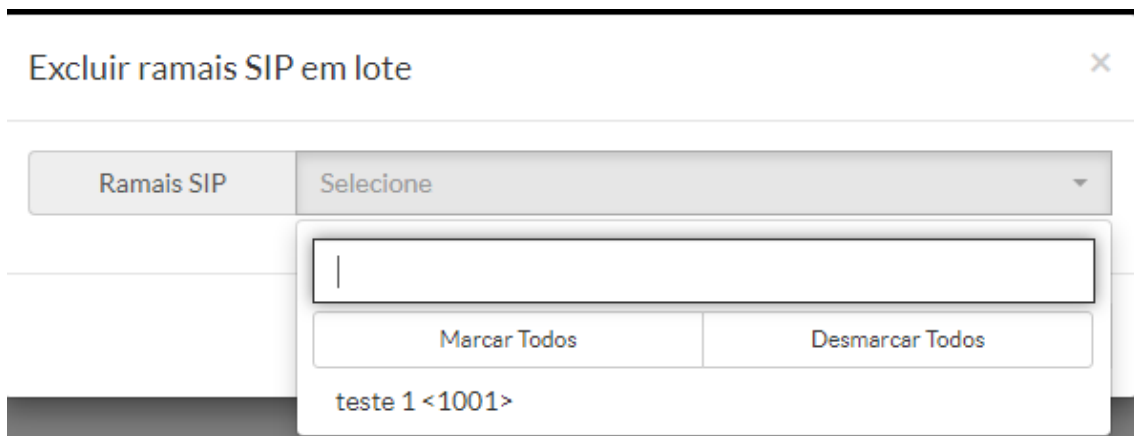 Excluir ramais SIP em lote ×
Ramais SIP Selecione
Marcar Todos Desmarcar Todos
teste 1 <1001>